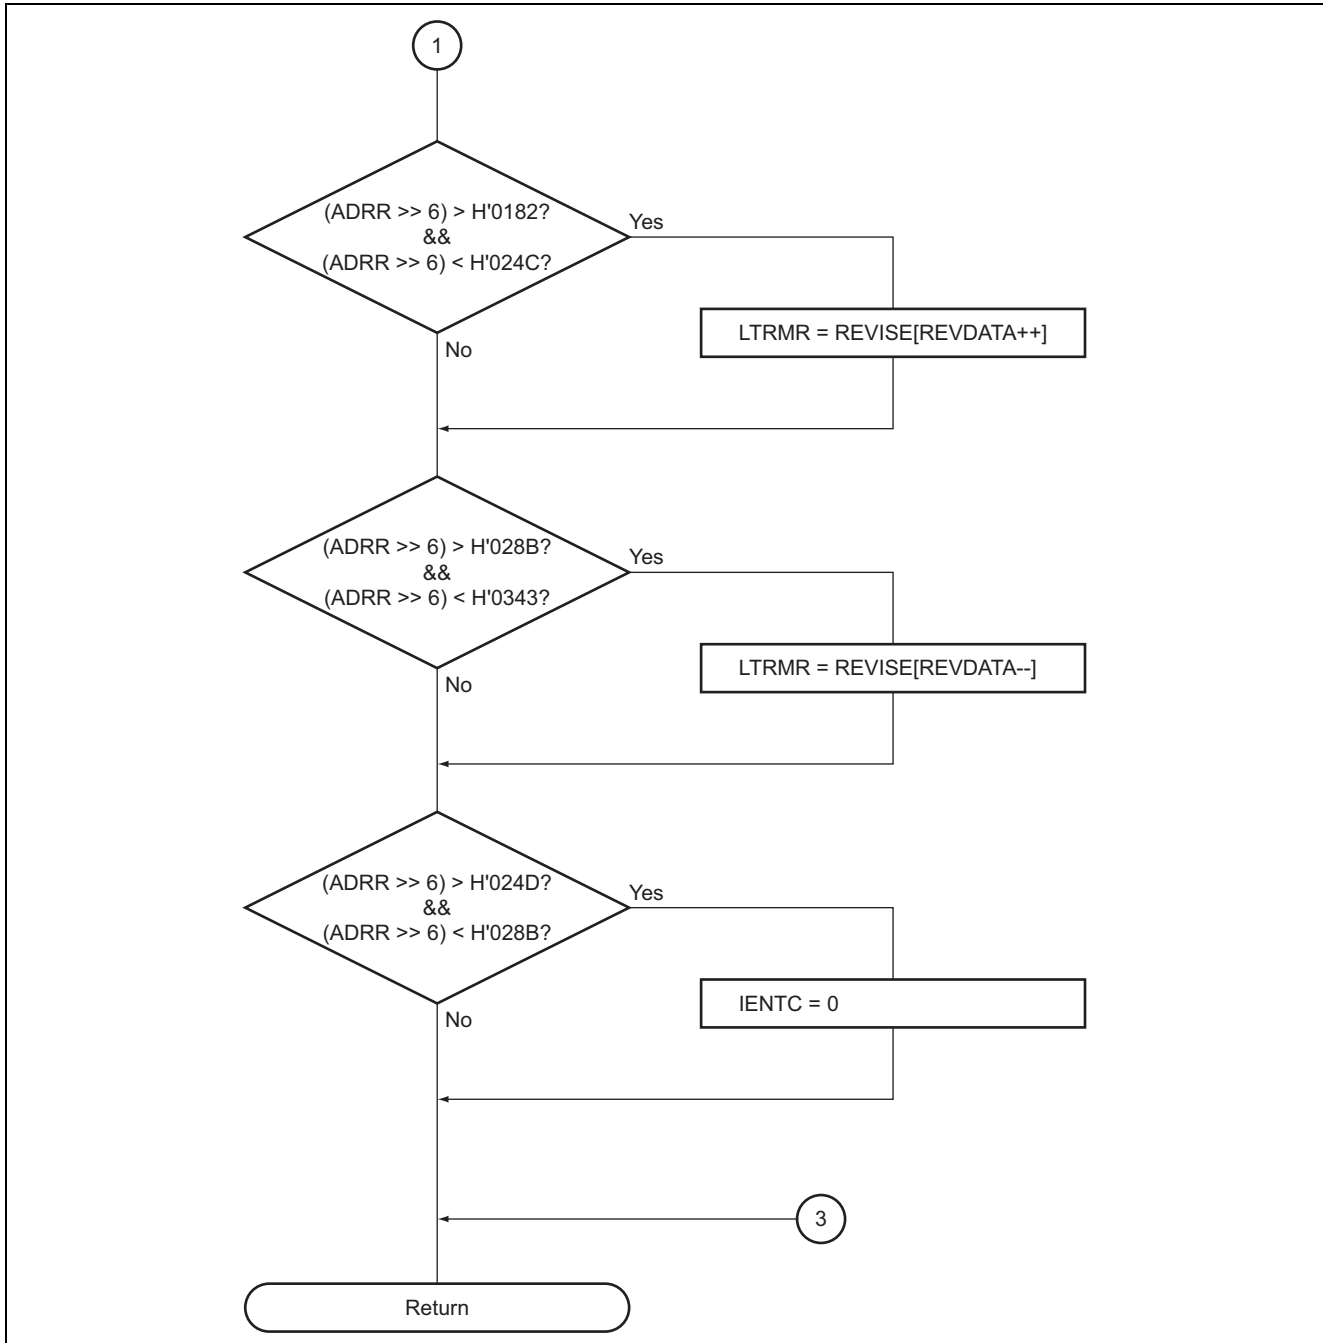 1
(ADRR >> 6) > H'0182?
&&
(ADRR >> 6) < H'024C?
Yes
LTRMR = REVISE[REVDATA++]
No
(ADRR >> 6) > H'028B?
&&
(ADRR >> 6) < H'0343?
Yes
LTRMR = REVISE[REVDATA--]
No
(ADRR >> 6) > H'024D?
&&
(ADRR >> 6) < H'028B?
Yes
IENTC = 0
No
3
Return